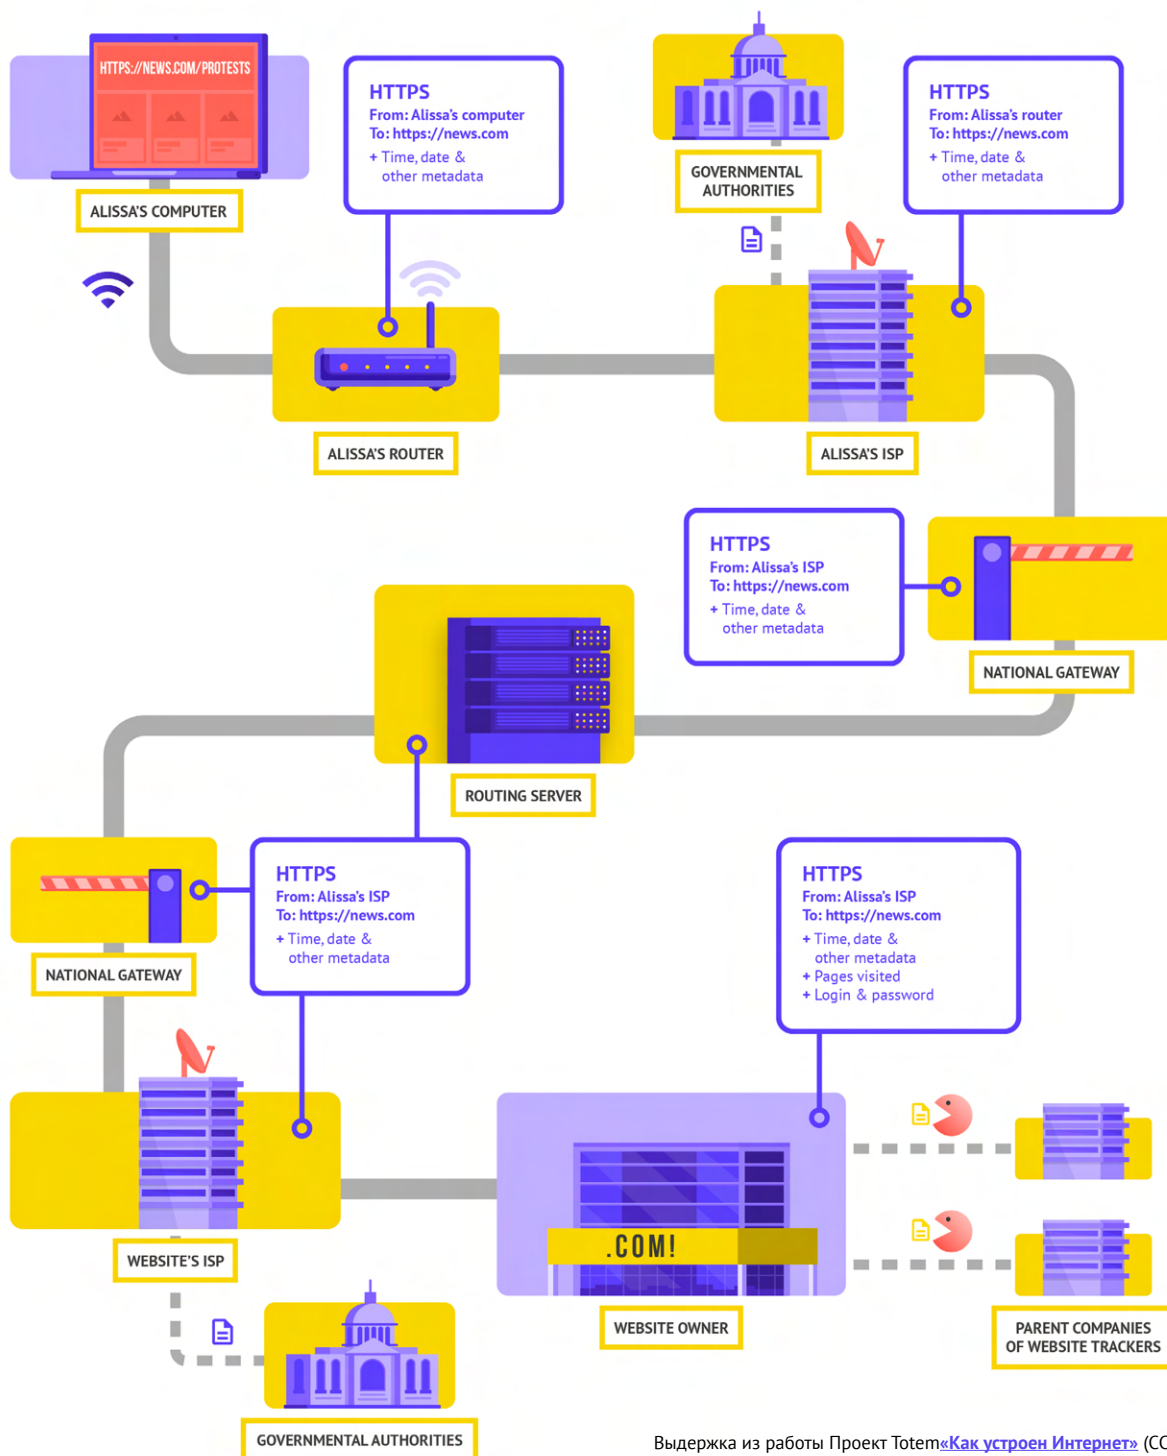 HTTPS://NEWS.COM/PROTESTS
ALISSA'S COMPUTER
HTTPS
From: Alissa's computer
To: https://news.com
+ Time, date &
other metadata
GOVERNMENTAL
AUTHORITIES
HTTPS
From: Alissa's router
To: https://news.com
+ Time, date &
other metadata
ALISSA'S ROUTER
ALISSA'S ISP
HTTPS
From: Alissa's ISP
To: https://news.com
+ Time, date &
other metadata
NATIONAL GATEWAY
ROUTING SERVER
HTTPS
From: Alissa's ISP
To: https://news.com
+ Time, date &
other metadata
NATIONAL GATEWAY
HTTPS
From: Alissa's ISP
To: https://news.com
+ Time, date &
other metadata
+ Pages visited
+ Login & password
WEBSITE'S ISP
.COM!
WEBSITE OWNER
PARENT COMPANIES
OF WEBSITE TRACKERS
GOVERNMENTAL AUTHORITIES
Выдержка из работы Проект Totem«Как устроен Интернет» (CC